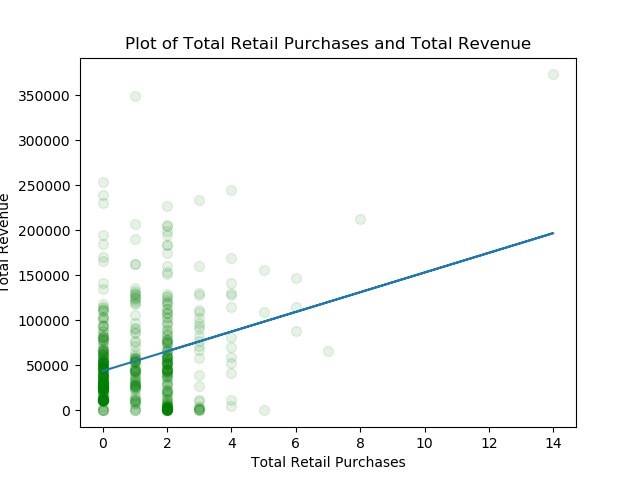 Plot of Total Retail Purchases and Total Revenue
350000
300000
250000
200000
150000
100000
50000
0
Total Revenue
0 2 4 6 8 10 12 14
Total Retail Purchases